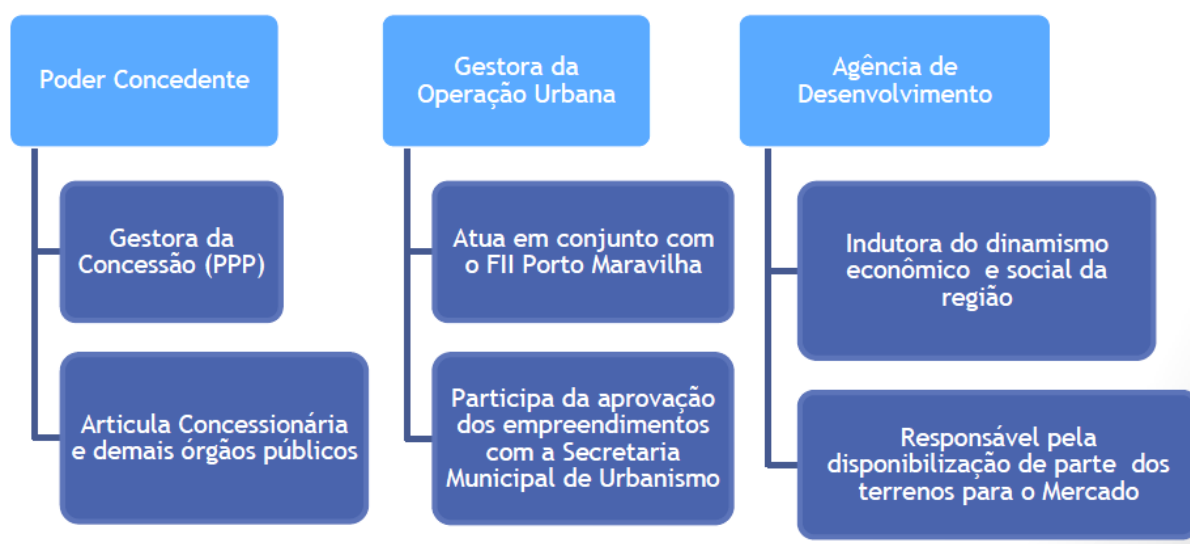 Poder Concedente
Gestora da
Concessão (PPP)
Articula Concessionária
e demais órgãos públicos
Gestora da
Operação Urbana
Atua em conjunto com
o FII Porto Maravilha
Participa da aprovação
dos empreendimentos
com a Secretaria
Municipal de Urbanismo
Agência de
Desenvolvimento
Indutora do dinamismo
econômico e social da
região
Responsável pela
disponibilização de parte dos
terrenos para o Mercado